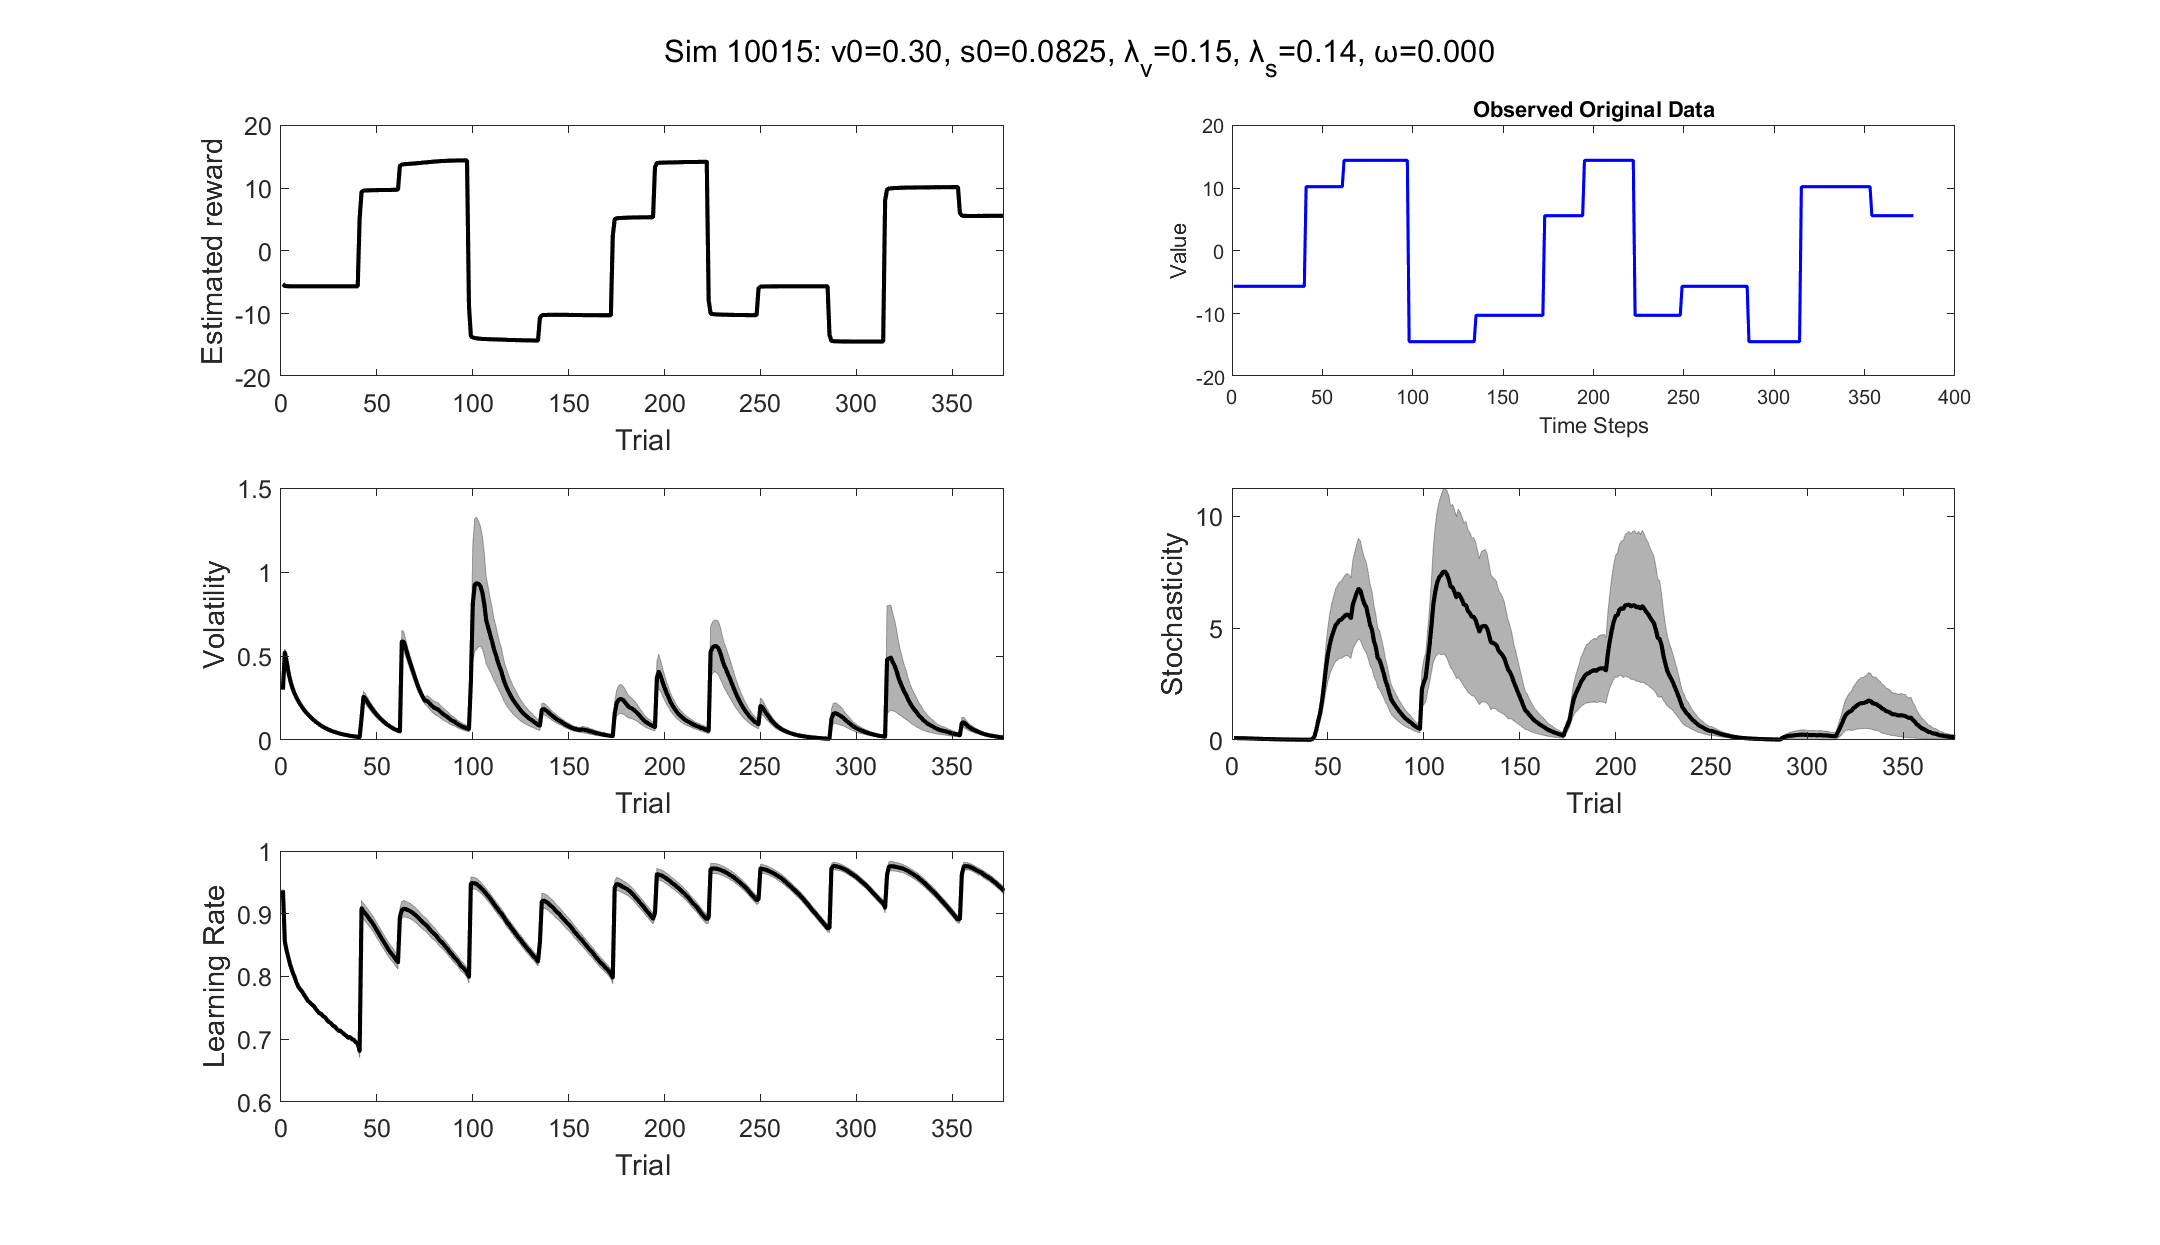 Sim 10015: v0=0.30, s0=0.0825, λ_v=0.15, λ_s=0.14, ω=0.000
Estimated reward
20
10
0
-10
-20
0 50 100 150 200 250 300 350
Trial
Observed Original Data
Value
20
10
0
-10
-20
0 50 100 150 200 250 300 350 400
Time Steps
Volatility
1.5
1
0.5
0
0 50 100 150 200 250 300 350
Trial
Stochasticity
10
5
0
0 50 100 150 200 250 300 350
Trial
Learning Rate
1
0.9
0.8
0.7
0.6
0 50 100 150 200 250 300 350
Trial